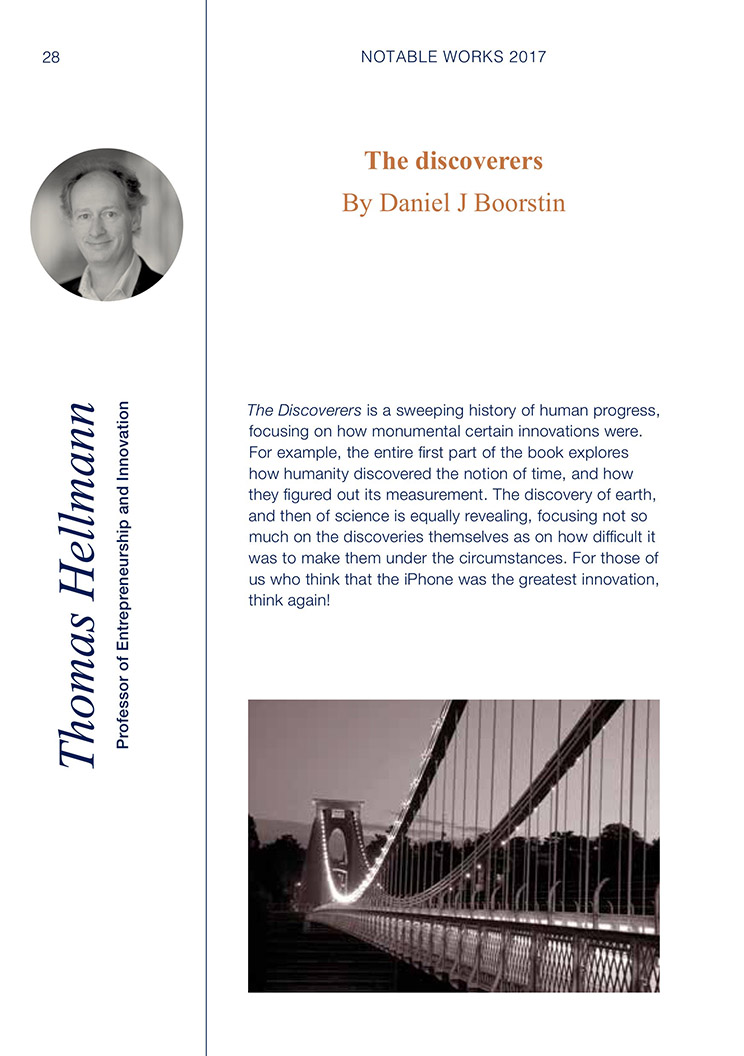 28
NOTABLE WORKS 2017
Thomas Hellmann
Professor of Entrepreneurship and Innovation
The discoverers
By Daniel J Boorstin
The Discoverers is a sweeping history of human progress,
focusing on how monumental certain innovations were.
For example, the entire first part of the book explores
how humanity discovered the notion of time, and how
they figured out its measurement. The discovery of earth,
and then of science is equally revealing, focusing not so
much on the discoveries themselves as on how difficult it
was to make them under the circumstances. For those of
us who think that the iPhone was the greatest innovation,
think again!